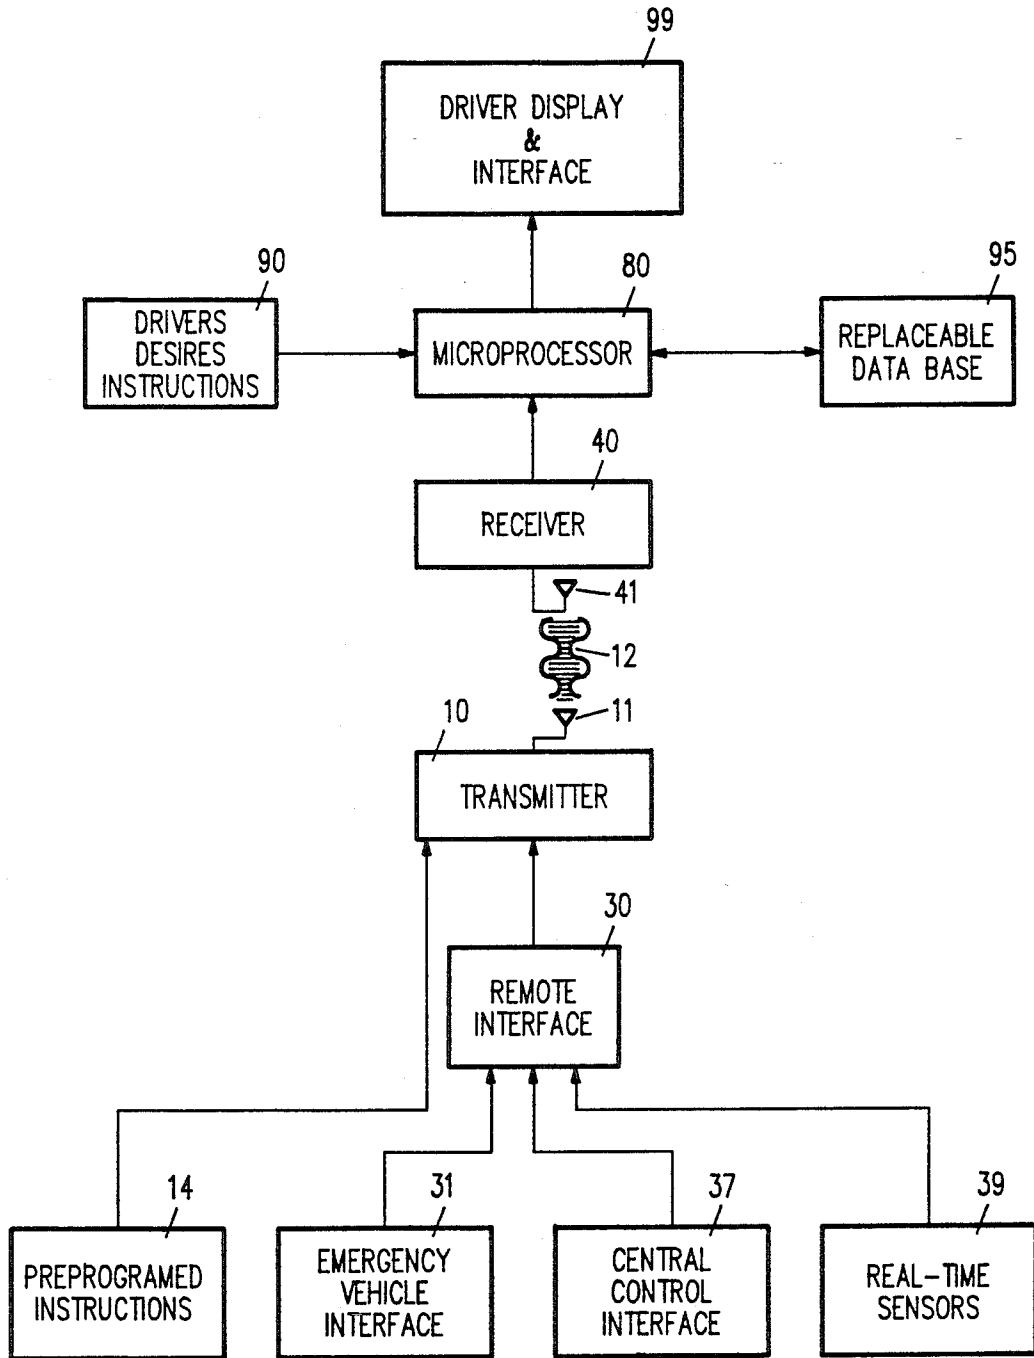 99
DRIVER DISPLAY
&
INTERFACE
90
DRIVERS
DESIRES
INSTRUCTIONS
80
MICROPROCESSOR
95
REPLACEABLE
DATA BASE
40
RECEIVER
41
12
11
10
TRANSMITTER
30
REMOTE
INTERFACE
14
PREPROGRAMED
INSTRUCTIONS
31
EMERGENCY
VEHICLE
INTERFACE
37
CENTRAL
CONTROL
INTERFACE
39
REAL-TIME
SENSORS